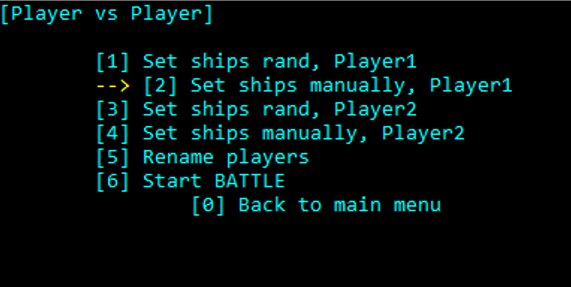 [Player vs Player]
[1] Set ships rand, Player1
--> [2] Set ships manually, Player1
[3] Set ships rand, Player2
[4] Set ships manually, Player2
[5] Rename players
[6] Start BATTLE
[0] Back to main menu